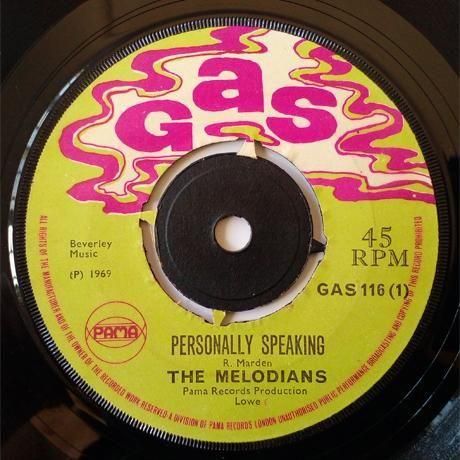 Gas
45
RPM
Beverley
Music
(P) 1969
GAS 116 (1)
PAMA
PERSONALLY SPEAKING
R. Marden
THE MELODIANS
Pama Records Production
Lowe
ALL RIGHTS OF THE MANUFACTURER AND OF THE OWNER OF THE RECORDED WORK RESERVED A DIVISION OF PAMA RECORDS LONDON UNAUTHORISED PUBLIC PERFORMANCE BROADCASTING AND COPYING OF THIS RECORD PROHIBITED